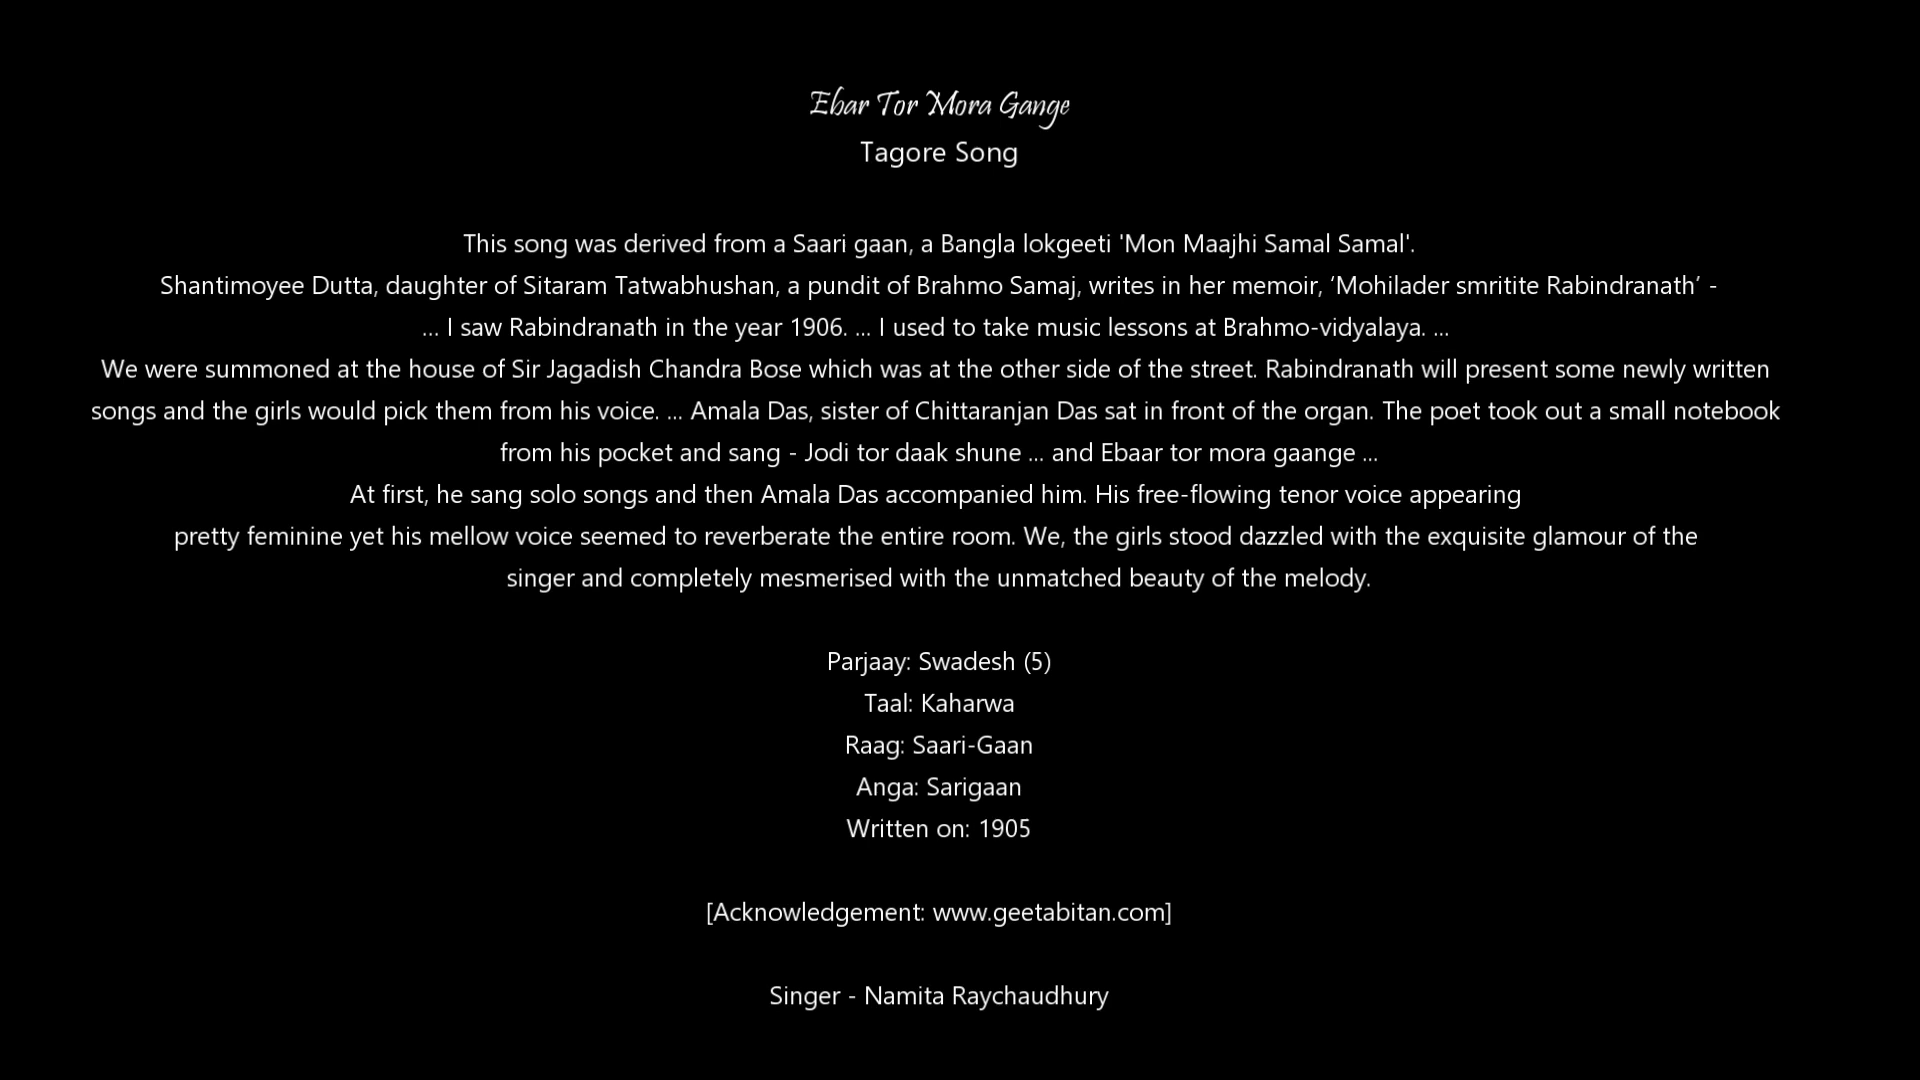 Ebar Tor Mora Gange
Tagore Song
This song was derived from a Saari gaan, a Bangla lokgeeti 'Mon Maajhi Samal Samal'.
Shantimoyee Dutta, daughter of Sitaram Tatwabhushan, a pundit of Brahmo Samaj, writes in her memoir, ‘Mohilader smritite Rabindranath’ -
... I saw Rabindranath in the year 1906. ... I used to take music lessons at Brahmo-vidyalaya. ...
We were summoned at the house of Sir Jagadish Chandra Bose which was at the other side of the street. Rabindranath will present some newly written
songs and the girls would pick them from his voice. ... Amala Das, sister of Chittaranjan Das sat in front of the organ. The poet took out a small notebook
from his pocket and sang - Jodi tor daak shune ... and Ebaar tor mora gaange ...
At first, he sang solo songs and then Amala Das accompanied him. His free-flowing tenor voice appearing
pretty feminine yet his mellow voice seemed to reverberate the entire room. We, the girls stood dazzled with the exquisite glamour of the
singer and completely mesmerised with the unmatched beauty of the melody.
Parjaay: Swadesh (5)
Taal: Kaharwa
Raag: Saari-Gaan
Anga: Sarigaan
Written on: 1905
[Acknowledgement: www.geetabitan.com]
Singer - Namita Raychaudhury